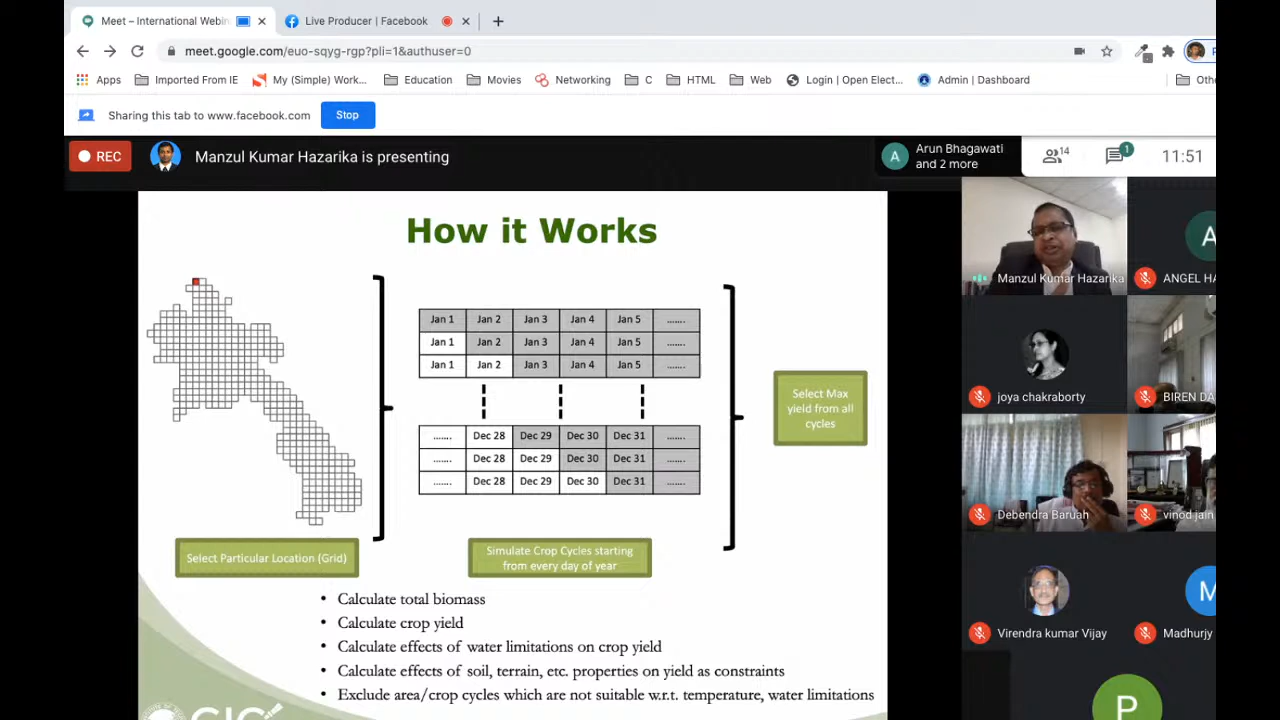 Meet – International Webin
Live Producer | Facebook
meet.google.com/euo-sqyg-rgp?pli=1&authuser=0
Apps
Imported From IE
My (Simple) Work...
Education
Movies
Networking
C
HTML
Web
Login | Open Elect...
Admin | Dashboard
Sharing this tab to www.facebook.com
Stop
REC
Manzul Kumar Hazarika is presenting
A
Arun Bhagawati
and 2 more
14
1
11:51
How it Works
Jan 1 Jan 2 Jan 3 Jan 4 Jan 5 .......
Jan 1 Jan 2 Jan 3 Jan 4 Jan 5 .......
Jan 1 Jan 2 Jan 3 Jan 4 Jan 5 .......
....... Dec 28 Dec 29 Dec 30 Dec 31 .......
....... Dec 28 Dec 29 Dec 30 Dec 31 .......
....... Dec 28 Dec 29 Dec 30 Dec 31 .......
Select Max
yield from all
cycles
Select Particular Location (Grid)
Simulate Crop Cycles starting
from every day of year
• Calculate total biomass
• Calculate crop yield
• Calculate effects of water limitations on crop yield
• Calculate effects of soil, terrain, etc. properties on yield as constraints
• Exclude area/crop cycles which are not suitable w.r.t. temperature, water limitations
Manzul Kumar Hazarika
A
ANGEL HA
joya chakraborty
BIREN DA
Debendra Baruah
vinod jain
Virendra kumar Vijay
M
Madhurjy
P